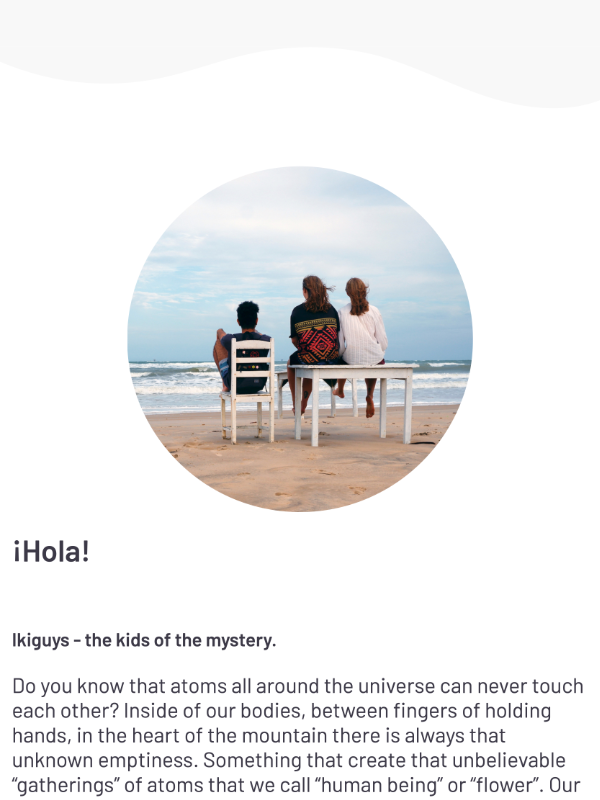 ¡Hola!
Ikiguys - the kids of the mystery.
Do you know that atoms all around the universe can never touch
each other? Inside of our bodies, between fingers of holding
hands, in the heart of the mountain there is always that
unknown emptiness. Something that create that unbelievable
“gatherings” of atoms that we call “human being” or “flower”. Our